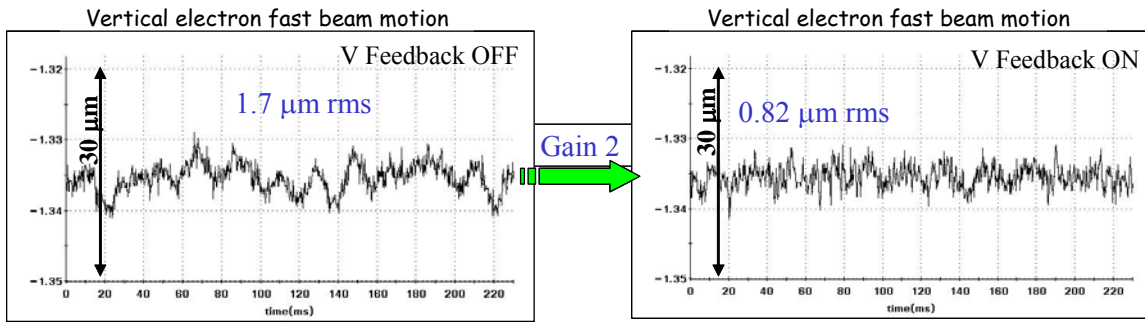 Vertical electron fast beam motion
V Feedback OFF
1.7 µm rms
30 µm
−1.32
−1.33
−1.34
−1.35
0 20 40 60 80 100 120 140 160 180 200 220
time(ms)
Gain 2
Vertical electron fast beam motion
V Feedback ON
0.82 µm rms
30 µm
−1.32
−1.33
−1.34
−1.35
0 20 40 60 80 100 120 140 160 180 200 220
time(ms)